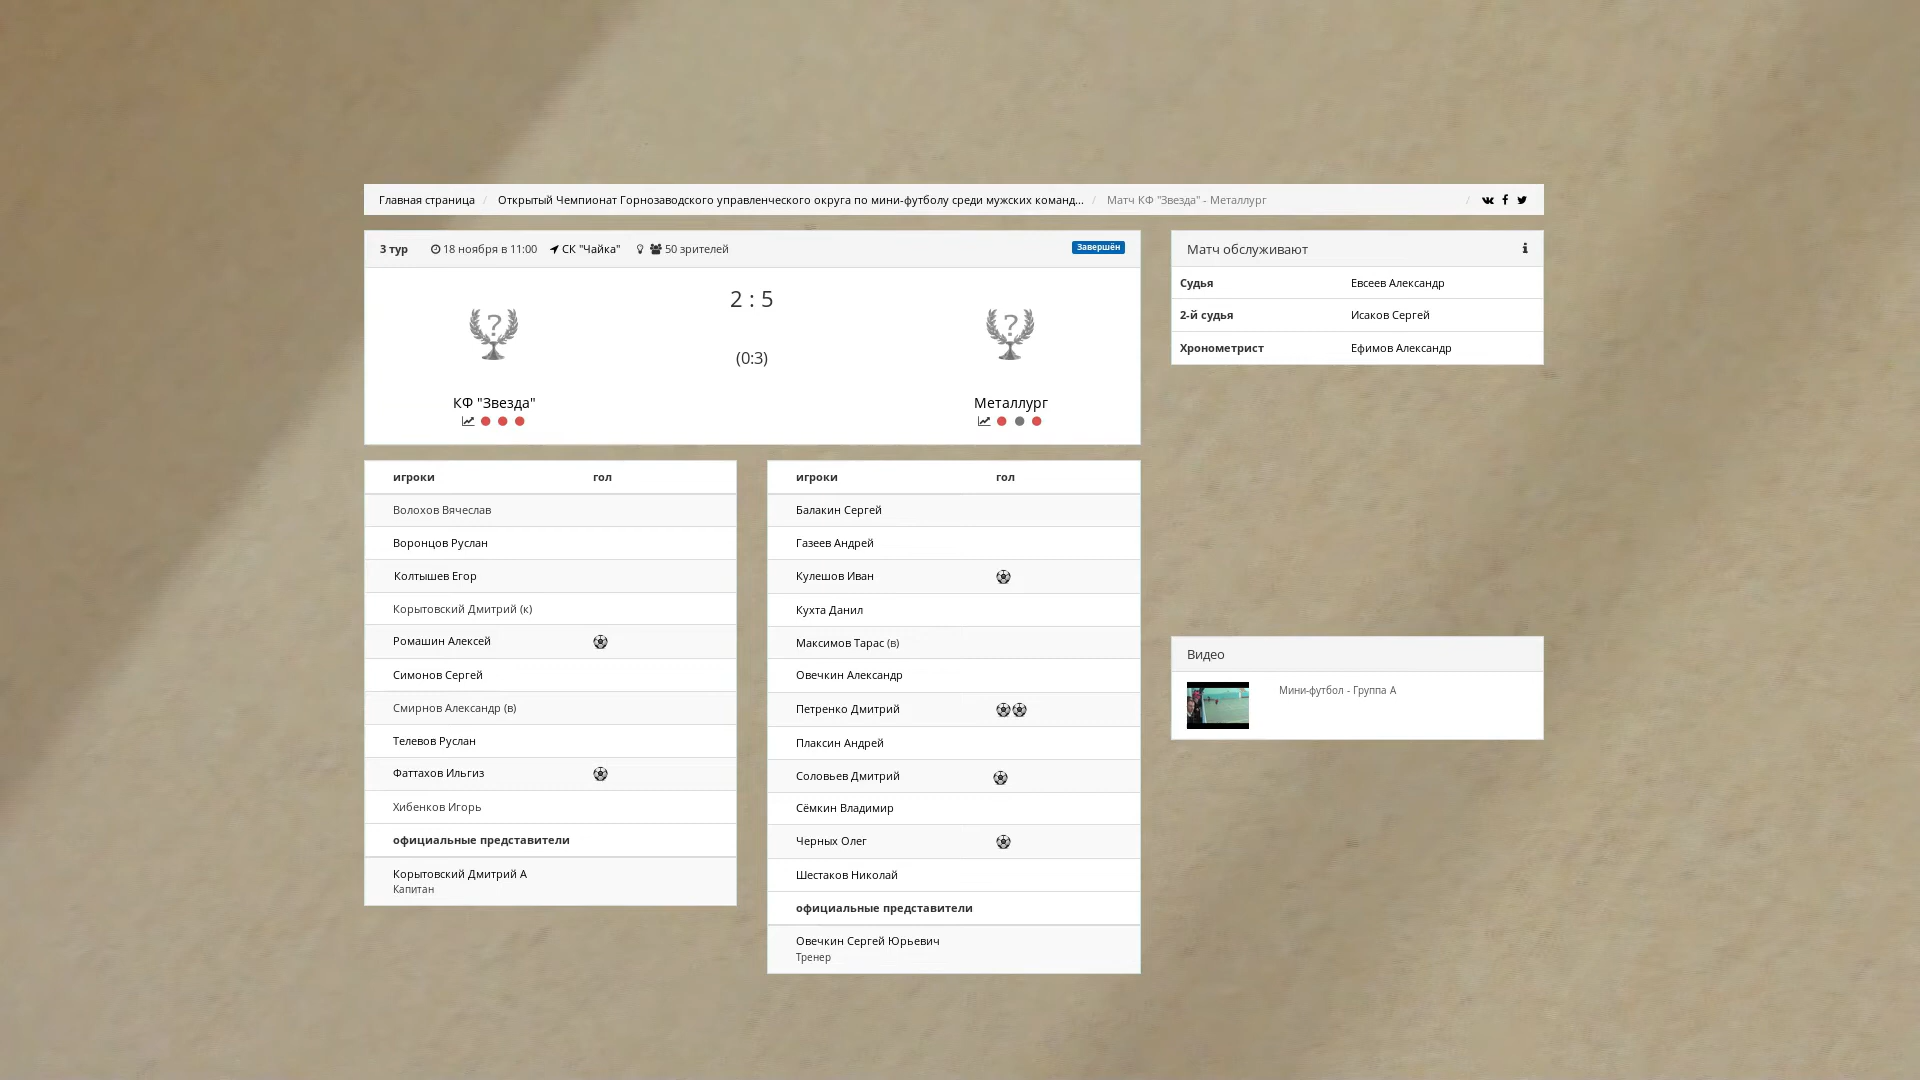 Главная страница / Открытый Чемпионат Горнозаводского управленческого округа по мини-футболу среди мужских команд... / Матч КФ "Звезда" - Металлург /
3 тур 18 ноября в 11:00 СК "Чайка" 50 зрителей Завершён
2 : 5
(0:3)
КФ "Звезда"
Металлург
игроки гол
Волохов Вячеслав
Воронцов Руслан
Колтышев Егор
Корытовский Дмитрий (к)
Ромашин Алексей
Симонов Сергей
Смирнов Александр (в)
Телевов Руслан
Фаттахов Ильгиз
Хибенков Игорь
официальные представители
Корытовский Дмитрий А
Капитан
игроки гол
Балакин Сергей
Газеев Андрей
Кулешов Иван
Кухта Данил
Максимов Тарас (в)
Овечкин Александр
Петренко Дмитрий
Плаксин Андрей
Соловьев Дмитрий
Сёмкин Владимир
Черных Олег
Шестаков Николай
официальные представители
Овечкин Сергей Юрьевич
Тренер
Матч обслуживают
Судья Евсеев Александр
2-й судья Исаков Сергей
Хронометрист Ефимов Александр
Видео
Мини-футбол - Группа А